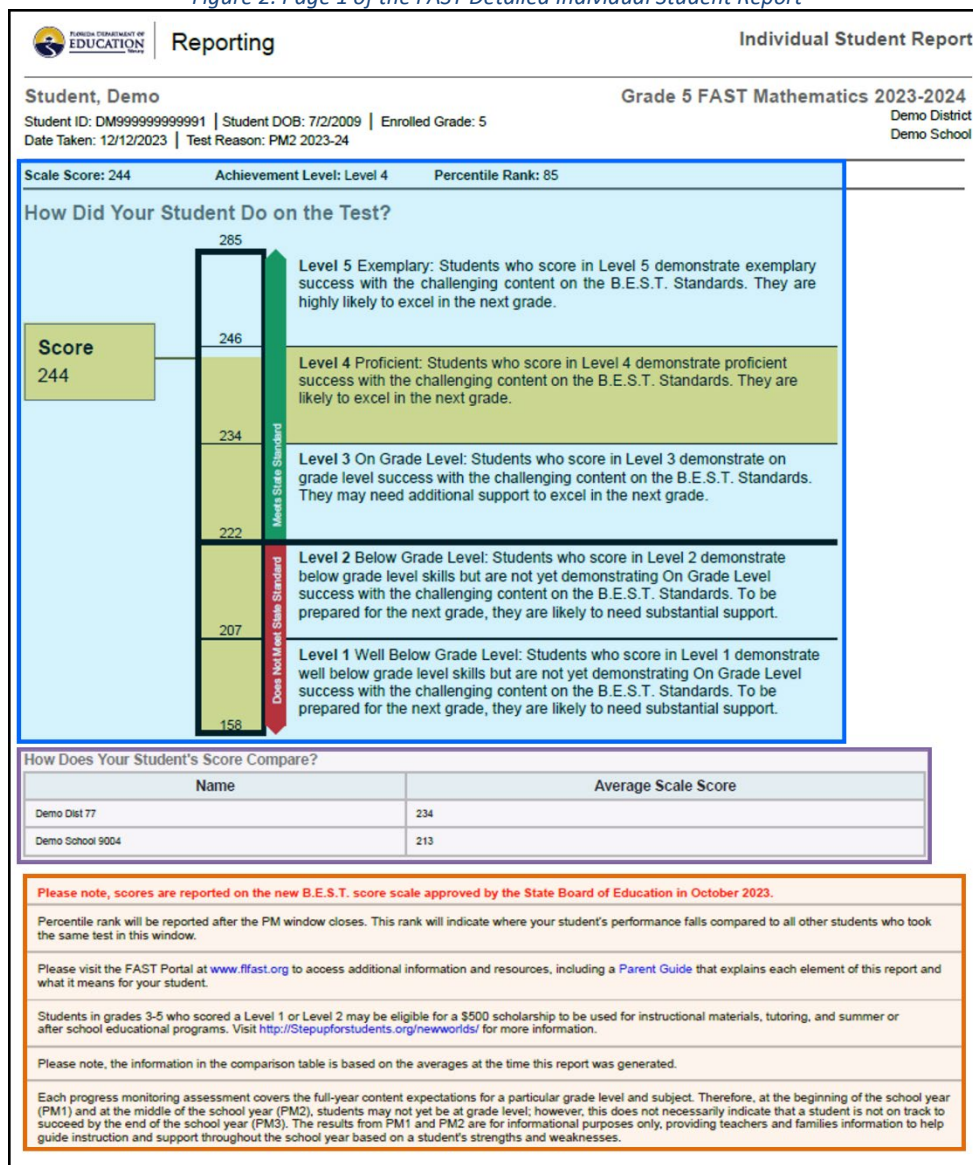 Figure 2: Page 1 of the FAST Detailed Individual Student Report
FLORIDA DEPARTMENT OF
EDUCATION
Reporting
Individual Student Report
Student, Demo
Grade 5 FAST Mathematics 2023-2024
Student ID: DM999999999991 | Student DOB: 7/2/2009 | Enrolled Grade: 5
Demo District
Date Taken: 12/12/2023 | Test Reason: PM2 2023-24
Demo School
Scale Score: 244 Achievement Level: Level 4 Percentile Rank: 85
How Did Your Student Do on the Test?
285
Level 5 Exemplary: Students who score in Level 5 demonstrate exemplary
success with the challenging content on the B.E.S.T. Standards. They are
highly likely to excel in the next grade.
246
Score
244
Level 4 Proficient: Students who score in Level 4 demonstrate proficient
success with the challenging content on the B.E.S.T. Standards. They are
likely to excel in the next grade.
234
Meets State Standard
Level 3 On Grade Level: Students who score in Level 3 demonstrate on
grade level success with the challenging content on the B.E.S.T. Standards.
They may need additional support to excel in the next grade.
222
Does Not Meet State Standard
Level 2 Below Grade Level: Students who score in Level 2 demonstrate
below grade level skills but are not yet demonstrating On Grade Level
success with the challenging content on the B.E.S.T. Standards. To be
prepared for the next grade, they are likely to need substantial support.
207
Level 1 Well Below Grade Level: Students who score in Level 1 demonstrate
well below grade level skills but are not yet demonstrating On Grade Level
success with the challenging content on the B.E.S.T. Standards. To be
prepared for the next grade, they are likely to need substantial support.
158
How Does Your Student's Score Compare?
Name Average Scale Score
Demo Dist 77 234
Demo School 9004 213
Please note, scores are reported on the new B.E.S.T. score scale approved by the State Board of Education in October 2023.
Percentile rank will be reported after the PM window closes. This rank will indicate where your student's performance falls compared to all other students who took
the same test in this window.
Please visit the FAST Portal at www.flfast.org to access additional information and resources, including a Parent Guide that explains each element of this report and
what it means for your student.
Students in grades 3-5 who scored a Level 1 or Level 2 may be eligible for a $500 scholarship to be used for instructional materials, tutoring, and summer or
after school educational programs. Visit http://Stepupforstudents.org/newworlds/ for more information.
Please note, the information in the comparison table is based on the averages at the time this report was generated.
Each progress monitoring assessment covers the full-year content expectations for a particular grade level and subject. Therefore, at the beginning of the school year
(PM1) and at the middle of the school year (PM2), students may not yet be at grade level; however, this does not necessarily indicate that a student is not on track to
succeed by the end of the school year (PM3). The results from PM1 and PM2 are for informational purposes only, providing teachers and families information to help
guide instruction and support throughout the school year based on a student's strengths and weaknesses.